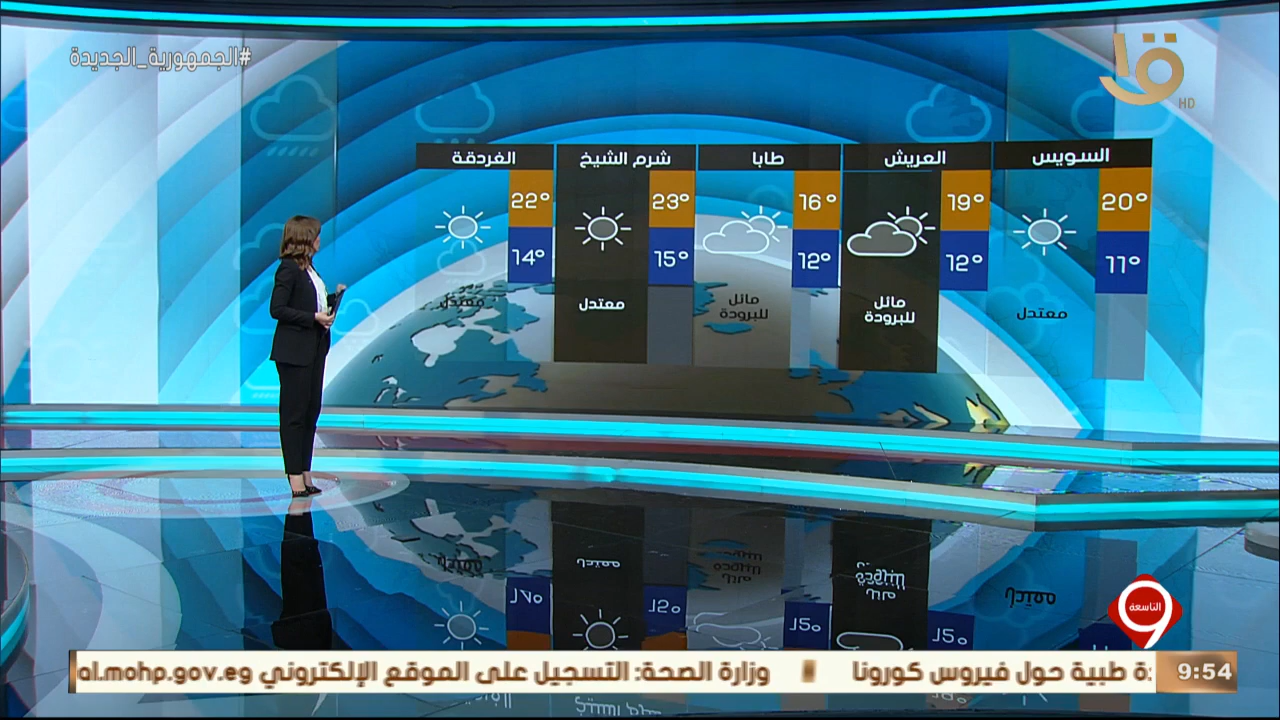 #الجمهورية_الجديدة
HD
السويس
20°
11°
معتدل
العريش
19°
12°
مائل
للبرودة
طابا
16°
12°
مائل
للبرودة
شرم الشيخ
23°
15°
معتدل
الغردقة
22°
14°
معتدل
التاسعة
9
9:54
طبية حول فيروس كورونا
وزارة الصحة: التسجيل على الموقع الإلكتروني ol.mohp.gov.eg